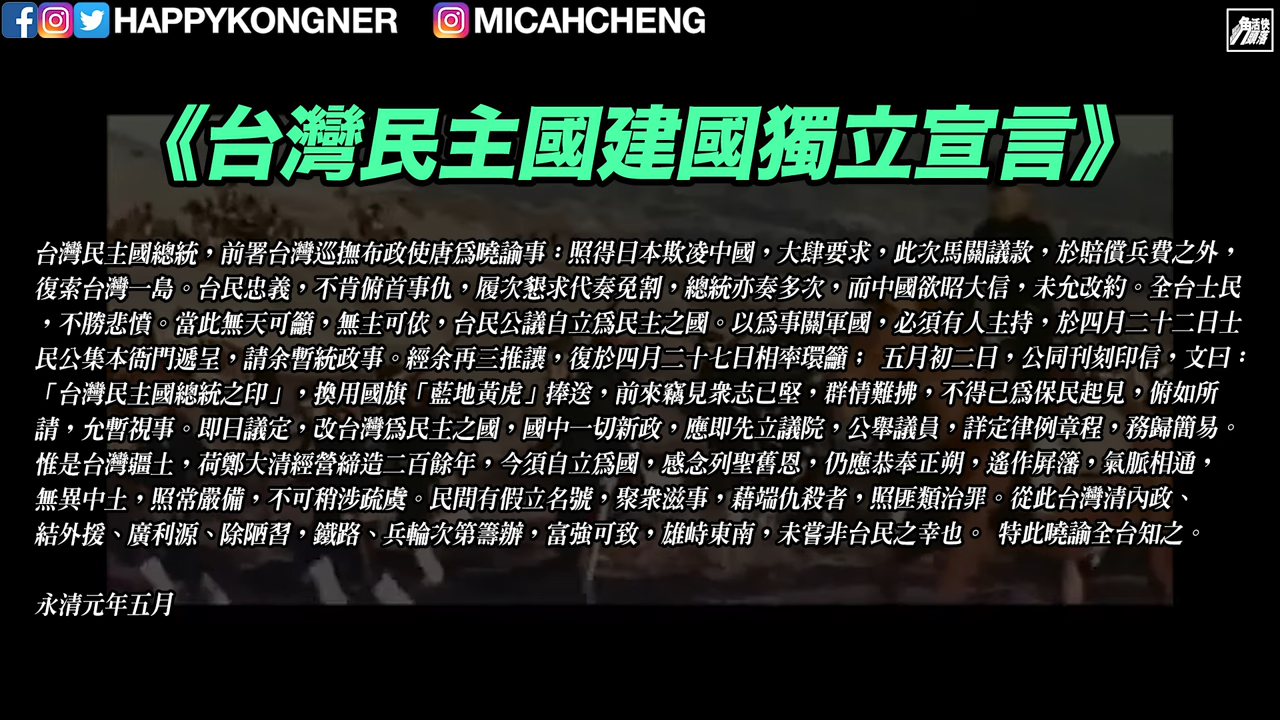 HAPPYKONGNER MICAHCHENG
快活角落頭
《台灣民主國建國獨立宣言》
台灣民主國總統，前署台灣巡撫布政使唐為曉諭事：照得日本欺凌中國，大肆要求，此次馬關議款，於賠償兵費之外，
復索台灣一島。台民忠義，不肯俯首事仇，屢次懇求代奏免割，總統亦奏多次，而中國欲昭大信，未允改約。全台士民
，不勝悲憤。當此無天可籲，無主可依，台民公議自立為民主之國。以為事關軍國，必須有人主持，於四月二十二日士
民公集本衙門遞呈，請余暫統政事。經余再三推讓，復於四月二十七日相率環籲； 五月初二日，公同刊刻印信，文曰：
「台灣民主國總統之印」，換用國旗「藍地黃虎」捧送，前來竊見衆志已堅，群情難拂，不得已為保民起見，俯如所
請，允暫視事。即日議定，改台灣為民主之國，國中一切新政，應即先立議院，公舉議員，詳定律例章程，務歸簡易。
惟是台灣疆土，荷鄭大清經營締造二百餘年，今須自立為國，感念列聖舊恩，仍應恭奉正朔，遙作屏籓，氣脈相通，
無異中土，照常嚴備，不可稍涉疏虞。民間有假立名號，聚衆滋事，藉端仇殺者，照匪類治罪。從此台灣清內政、
結外援、廣利源、除陋習，鐵路、兵輪次第籌辦，富強可致，雄峙東南，未嘗非台民之幸也。 特此曉諭全台知之。
永清元年五月